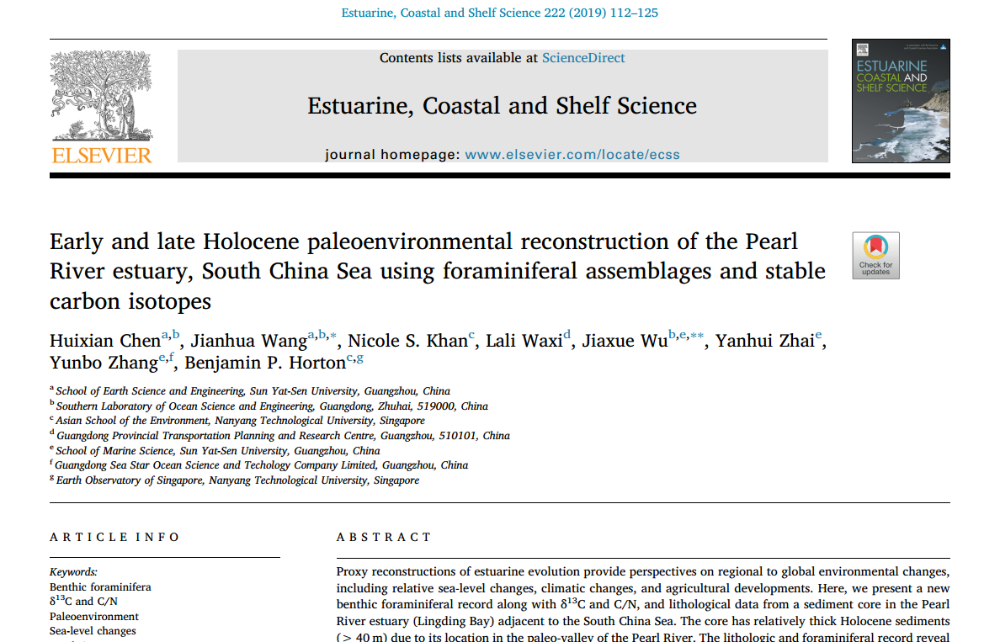 Estuarine, Coastal and Shelf Science 222 (2019) 112–125
Contents lists available at ScienceDirect
Estuarine, Coastal and Shelf Science
journal homepage: www.elsevier.com/locate/ecss
ELSEVIER
ESTUARINE
COASTAL AND
SHELF SCIENCE
Early and late Holocene paleoenvironmental reconstruction of the Pearl
River estuary, South China Sea using foraminiferal assemblages and stable
carbon isotopes
Check for
updates
Huixian Chen^a,b, Jianhua Wang^a,b,*, Nicole S. Khan^c, Lali Waxi^d, Jiaxue Wu^b,e,**, Yanhui Zhai^e,
Yunbo Zhang^e,f, Benjamin P. Horton^c,g
^a School of Earth Science and Engineering, Sun Yat-Sen University, Guangzhou, China
^b Southern Laboratory of Ocean Science and Engineering, Guangdong, Zhuhai, 519000, China
^c Asian School of the Environment, Nanyang Technological University, Singapore
^d Guangdong Provincial Transportation Planning and Research Centre, Guangzhou, 510101, China
^e School of Marine Science, Sun Yat-Sen University, Guangzhou, China
^f Guangdong Sea Star Ocean Science and Techology Company Limited, Guangzhou, China
^g Earth Observatory of Singapore, Nanyang Technological University, Singapore
ARTICLE INFO
Keywords:
Benthic foraminifera
δ¹³C and C/N
Paleoenvironment
Sea-level changes
ABSTRACT
Proxy reconstructions of estuarine evolution provide perspectives on regional to global environmental changes,
including relative sea-level changes, climatic changes, and agricultural developments. Here, we present a new
benthic foraminiferal record along with δ¹³C and C/N, and lithological data from a sediment core in the Pearl
River estuary (Lingding Bay) adjacent to the South China Sea. The core has relatively thick Holocene sediments
(> 40 m) due to its location in the paleo-valley of the Pearl River. The lithologic and foraminiferal record reveal